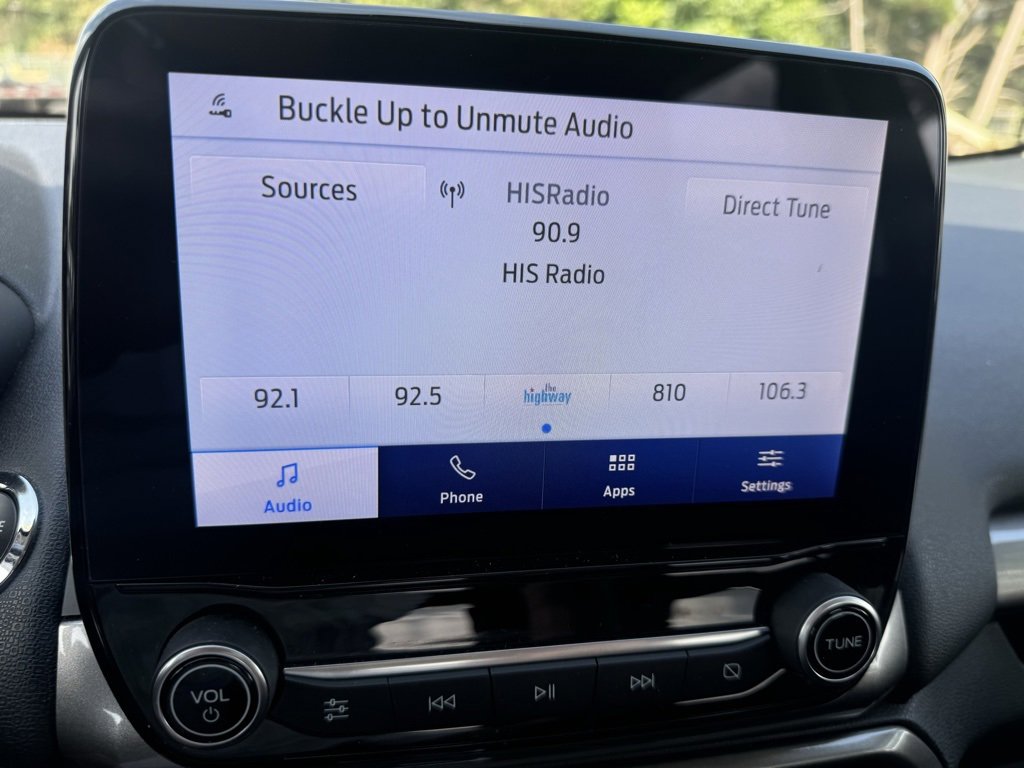 Buckle Up to Unmute Audio
Sources
HISRadio
Direct Tune
90.9
HIS Radio
92.1
92.5
the highway
810
106.3
Audio
Phone
Apps
Settings
VOL
TUNE